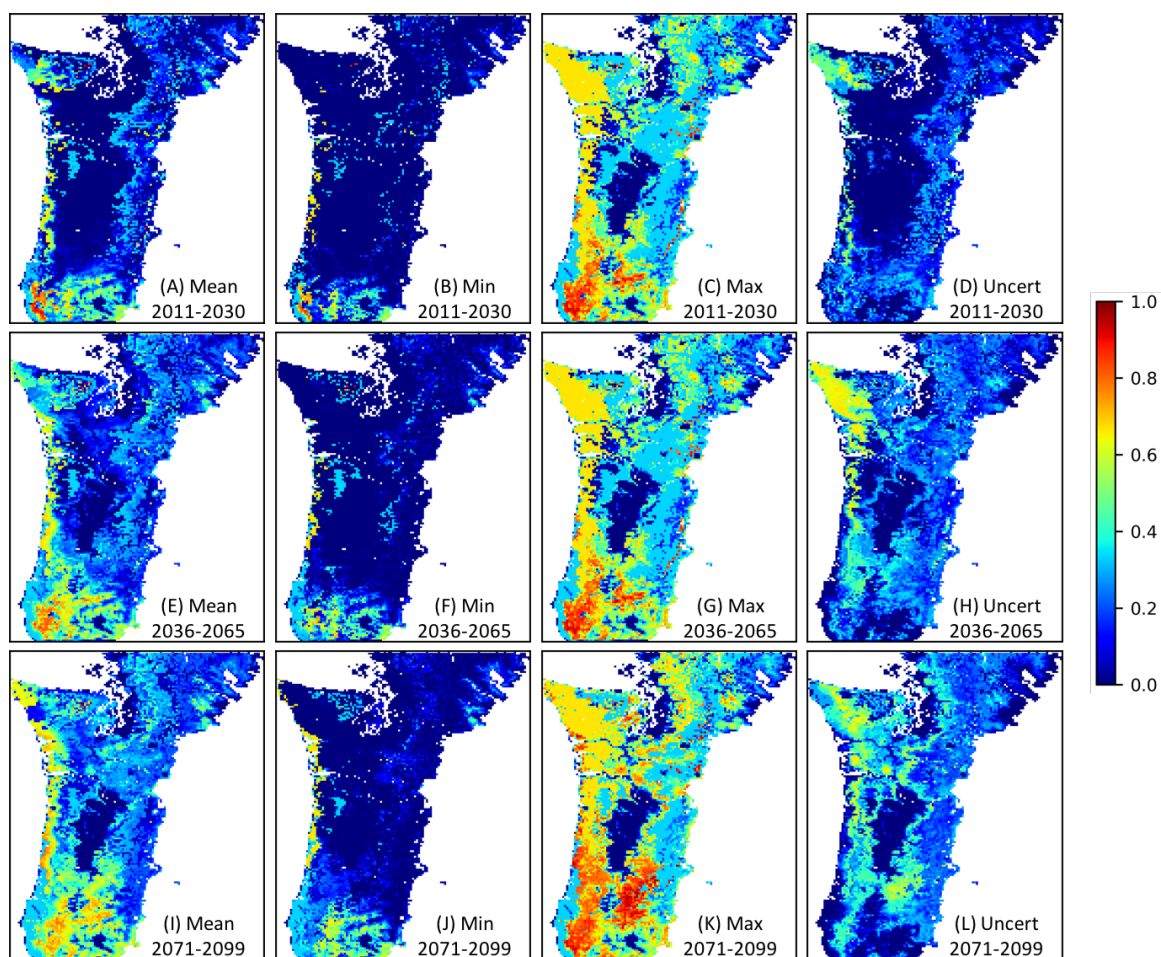 (A) Mean
2011-2030
(B) Min
2011-2030
(C) Max
2011-2030
(D) Uncert
2011-2030
(E) Mean
2036-2065
(F) Min
2036-2065
(G) Max
2036-2065
(H) Uncert
2036-2065
(I) Mean
2071-2099
(J) Min
2071-2099
(K) Max
2071-2099
(L) Uncert
2071-2099
1.0
0.8
0.6
0.4
0.2
0.0